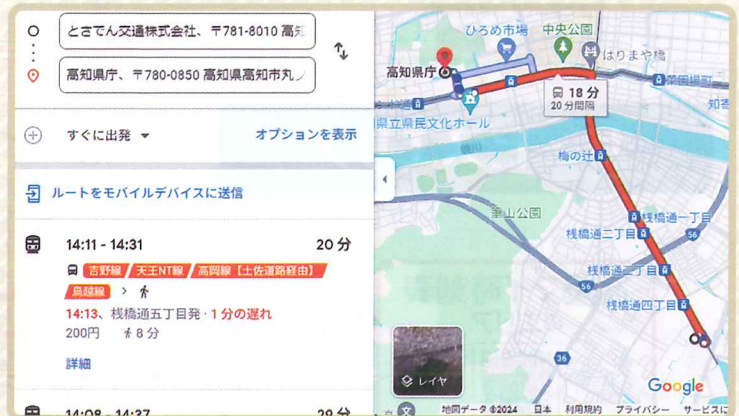 とさでん交通株式会社、〒781-8010 高知
高知県庁、〒780-0850 高知県高知市丸ノ
すぐに出発
オプションを表示
ルートをモバイルデバイスに送信
14:11 - 14:31
20 分
吉野線
天王NT線
高岡線【土佐道路経由】
鳥越線
14:13、桟橋通五丁目発・1 分の遅れ
200円
8 分
詳細
14:08 - 14:37
29 分
ひろめ市場
中央公園
はりまや橋
高知県庁
菜園場町
18 分
20 分間隔
知寄
県立県民文化ホール
梅の辻
筆山公園
桟橋通一丁目
桟橋通二丁目
56
桟橋通三丁目
56
桟橋通四丁目
36
レイヤ
Google
地図データ ©2024
日本
利用規約
プライバシー
サービスに